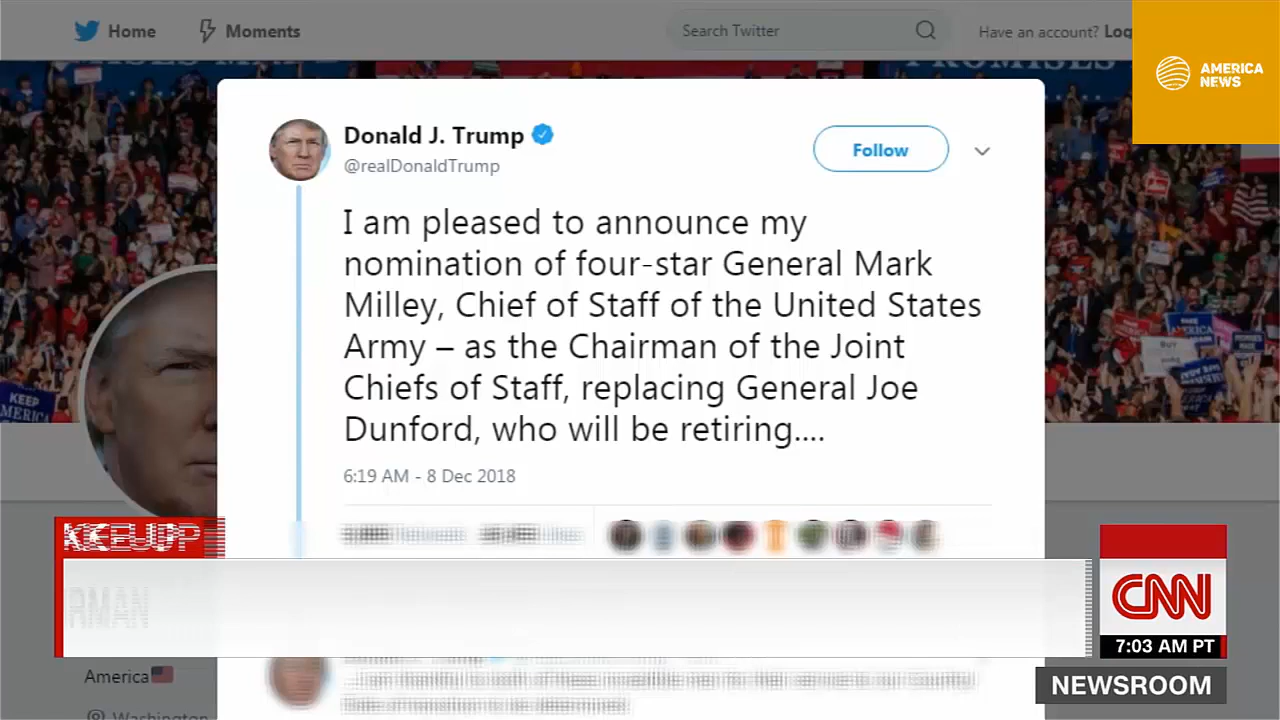 Home Moments Search Twitter Have an account?
AMERICA
NEWS
Donald J. Trump
@realDonaldTrump
Follow
I am pleased to announce my
nomination of four-star General Mark
Milley, Chief of Staff of the United States
Army – as the Chairman of the Joint
Chiefs of Staff, replacing General Joe
Dunford, who will be retiring....
6:19 AM - 8 Dec 2018
KEEP
AMERICA
CNN
7:03 AM PT
America
NEWSROOM
Washington